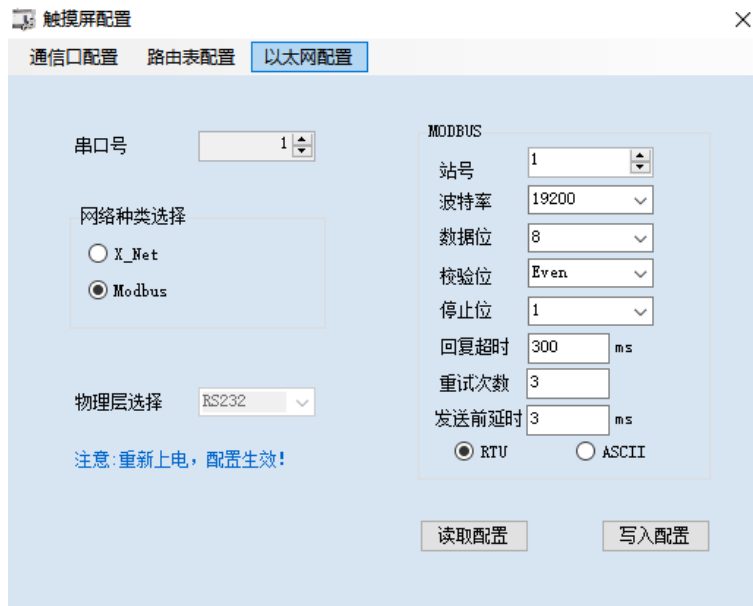 触摸屏配置
通信口配置 路由表配置 以太网配置
串口号 1
网络种类选择
X_Net
Modbus
物理层选择 RS232
注意:重新上电，配置生效!
MODBUS
站号 1
波特率 19200
数据位 8
校验位 Even
停止位 1
回复超时 300 ms
重试次数 3
发送前延时 3 ms
RTU ASCII
读取配置 写入配置